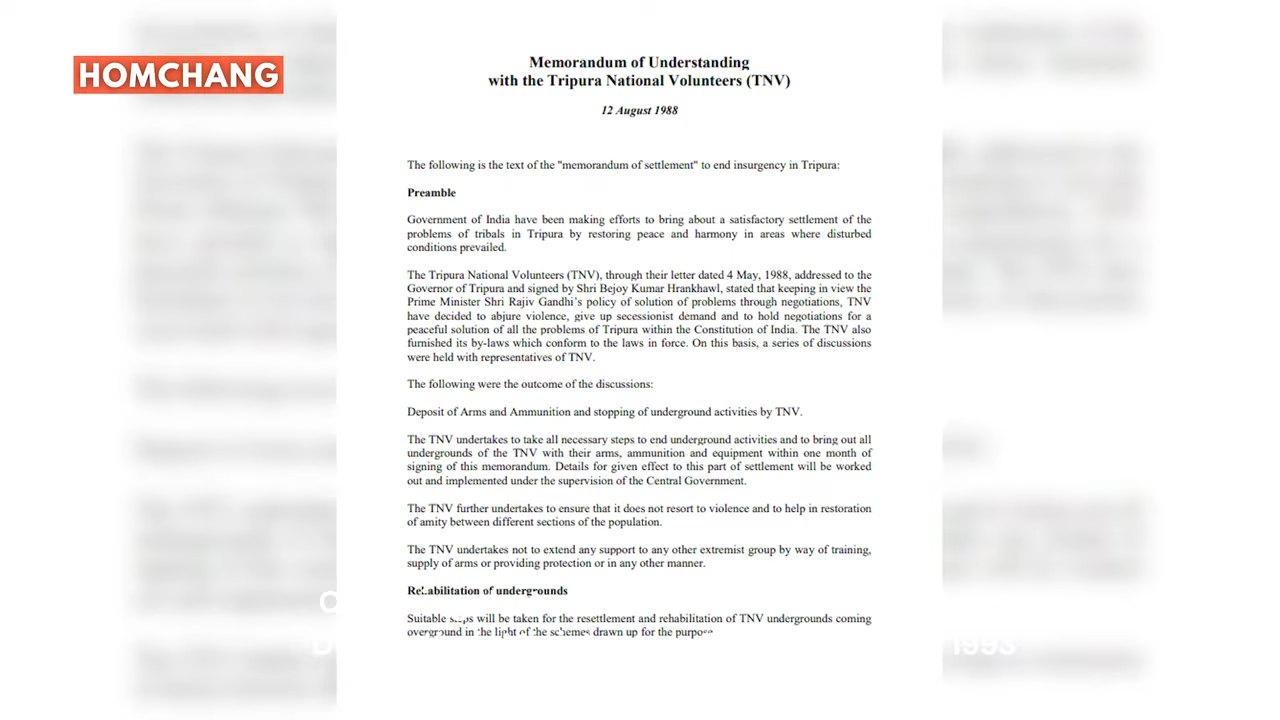 HOMCHANG
Memorandum of Understanding
with the Tripura National Volunteers (TNV)
12 August 1988
The following is the text of the "memorandum of settlement" to end insurgency in Tripura:
Preamble
Government of India have been making efforts to bring about a satisfactory settlement of the
problems of tribals in Tripura by restoring peace and harmony in areas where disturbed
conditions prevailed.
The Tripura National Volunteers (TNV), through their letter dated 4 May, 1988, addressed to the
Governor of Tripura and signed by Shri Bejoy Kumar Hrankhawl, stated that keeping in view the
Prime Minister Shri Rajiv Gandhi's policy of solution of problems through negotiations, TNV
have decided to abjure violence, give up secessionist demand and to hold negotiations for a
peaceful solution of all the problems of Tripura within the Constitution of India. The TNV also
furnished its by-laws which conform to the laws in force. On this basis, a series of discussions
were held with representatives of TNV.
The following were the outcome of the discussions:
Deposit of Arms and Ammunition and stopping of underground activities by TNV.
The TNV undertakes to take all necessary steps to end underground activities and to bring out all
undergrounds of the TNV with their arms, ammunition and equipment within one month of
signing of this memorandum. Details for given effect to this part of settlement will be worked
out and implemented under the supervision of the Central Government.
The TNV further undertakes to ensure that it does not resort to violence and to help in restoration
of amity between different sections of the population.
The TNV undertakes not to extend any support to any other extremist group by way of training,
supply of arms or providing protection or in any other manner.
Rehabilitation of undergrounds
Suitable steps will be taken for the resettlement and rehabilitation of TNV undergrounds coming
overground in the light of the schemes drawn up for the purpose
1993